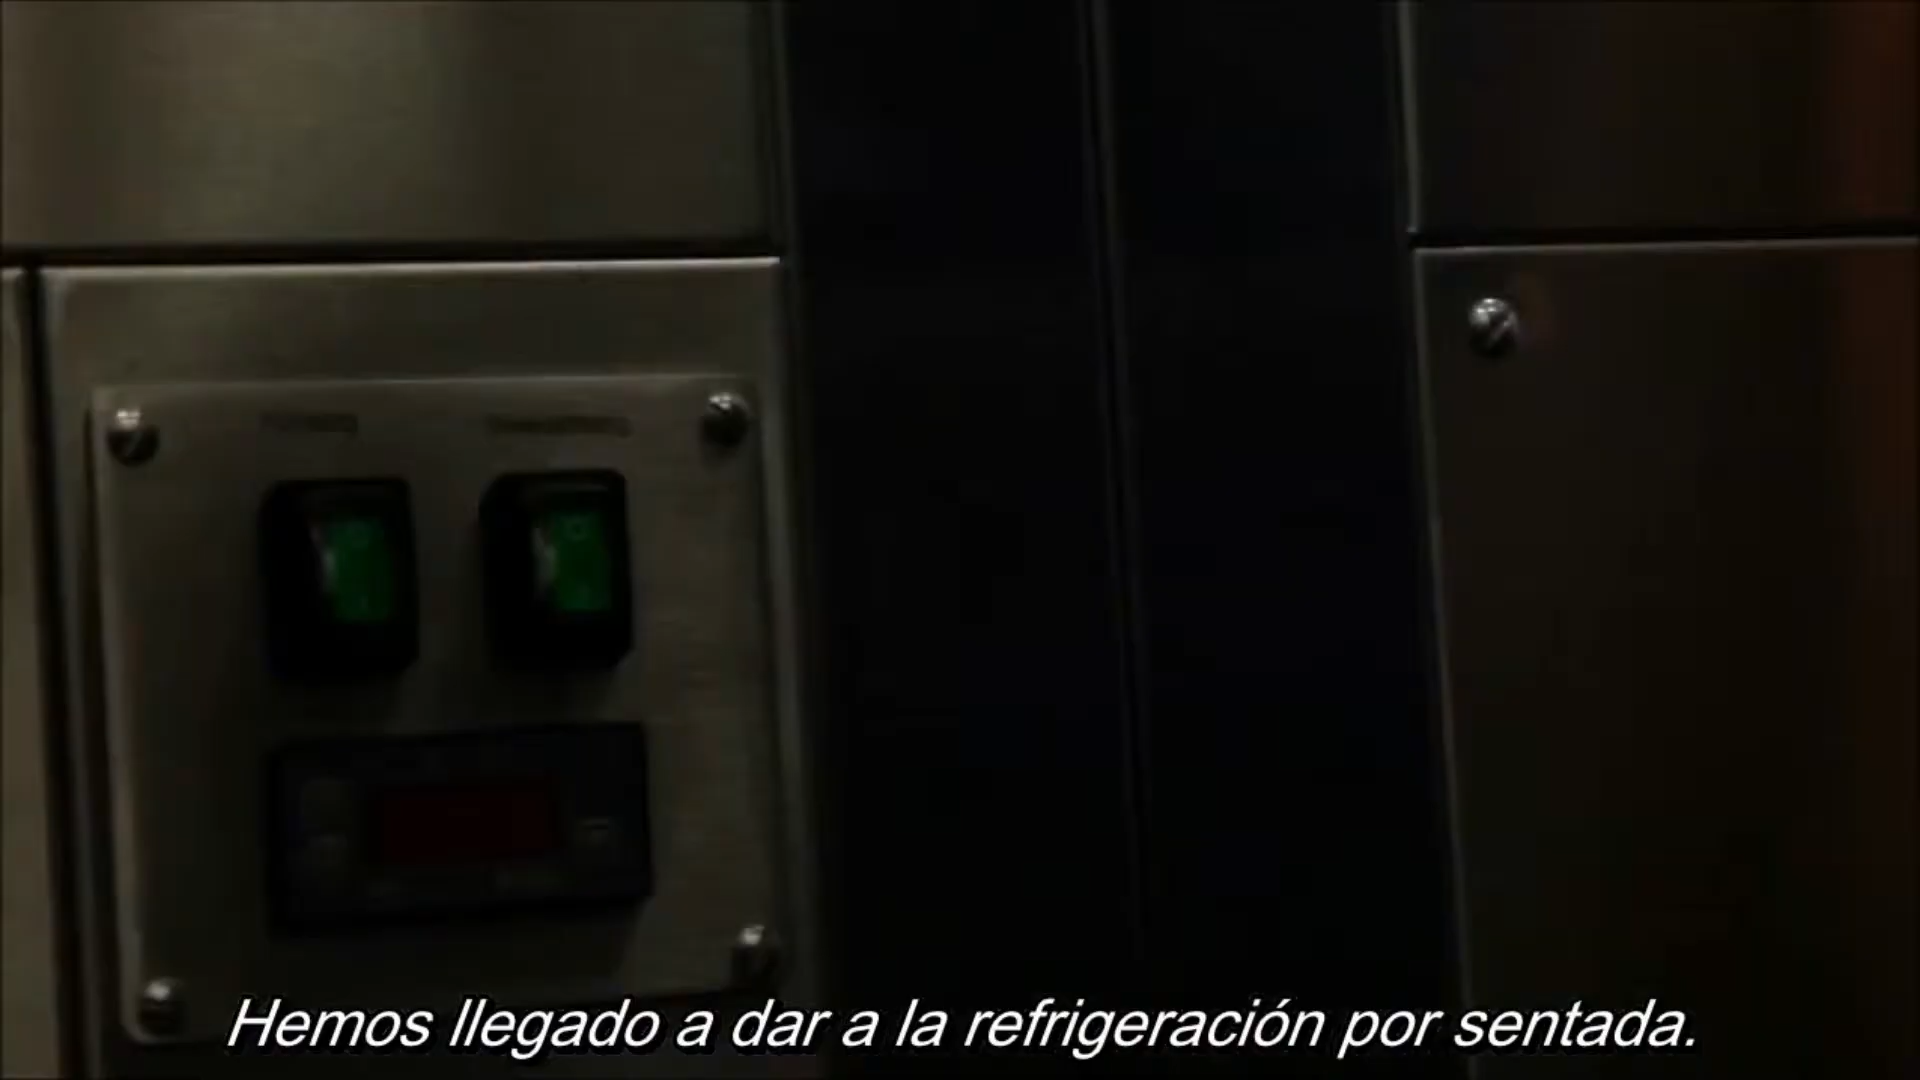 Hemos llegado a dar a la refrigeración por sentada.